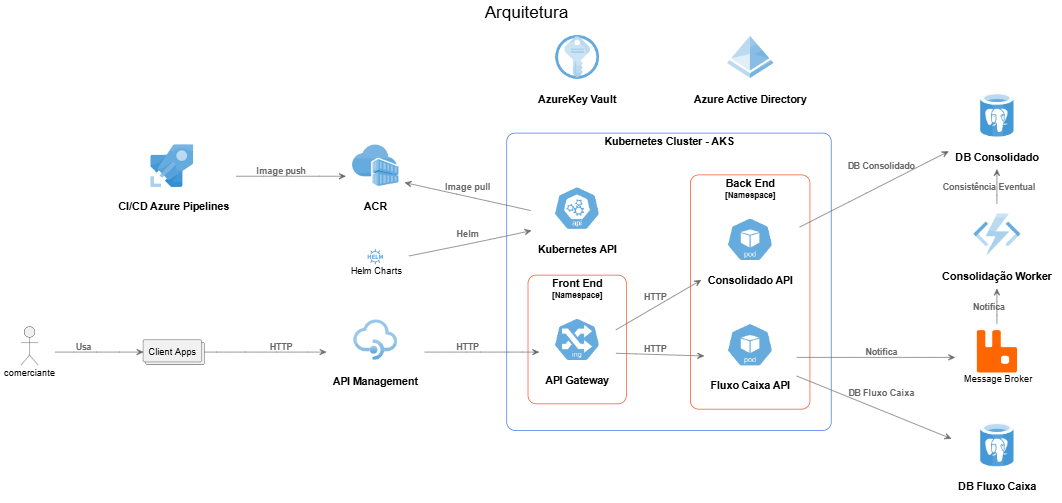 Arquitetura
AzureKey Vault
Azure Active Directory
Kubernetes Cluster - AKS
DB Consolidado
DB Consolidado
Image push
CI/CD Azure Pipelines
ACR
Image pull
Back End
[Namespace]
Consistência Eventual
api
Kubernetes API
Helm
HELM
Helm Charts
pod
Consolidado API
Consolidação Worker
Front End
[Namespace]
HTTP
Notifica
comerciante
Usa
Client Apps
HTTP
API Management
HTTP
ing
API Gateway
HTTP
pod
Fluxo Caixa API
Notifica
Message Broker
DB Fluxo Caixa
DB Fluxo Caixa